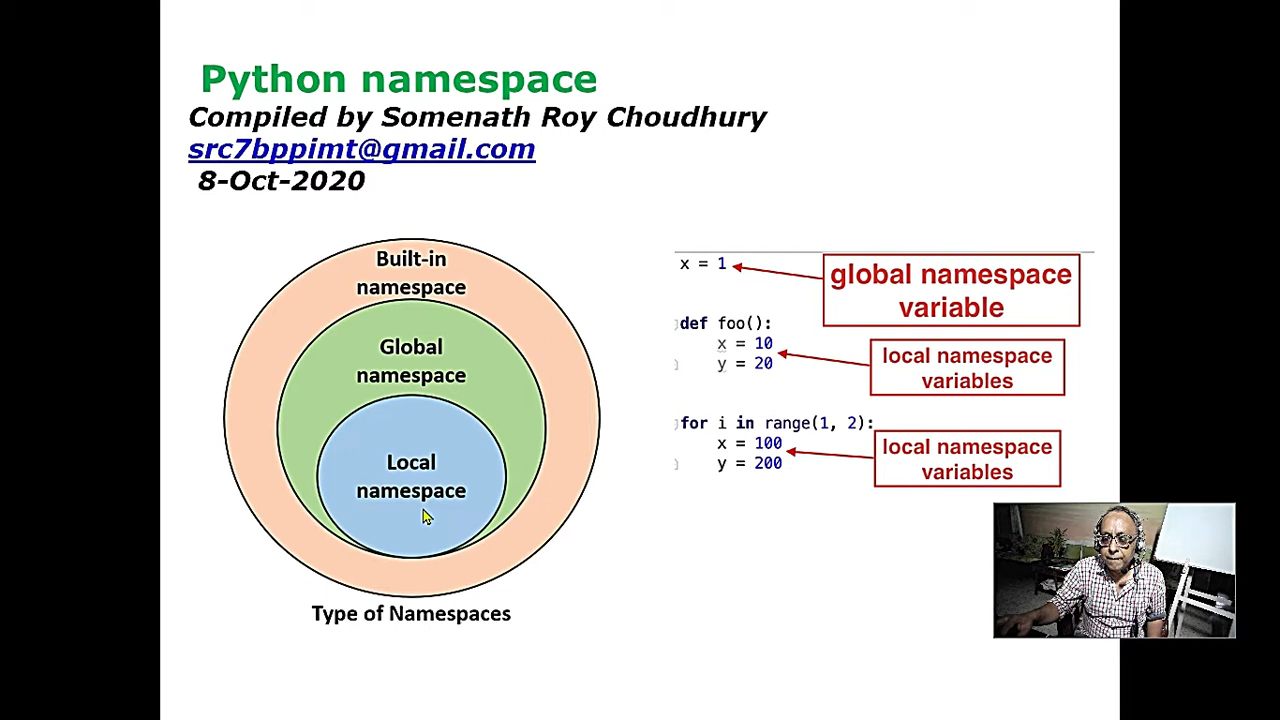 Python namespace
Compiled by Somenath Roy Choudhury
src7bppimt@gmail.com
8-Oct-2020
Built-in
namespace
Global
namespace
Local
namespace
Type of Namespaces
x = 1
global namespace
variable
def foo():
x = 10
y = 20
local namespace
variables
for i in range(1, 2):
x = 100
y = 200
local namespace
variables